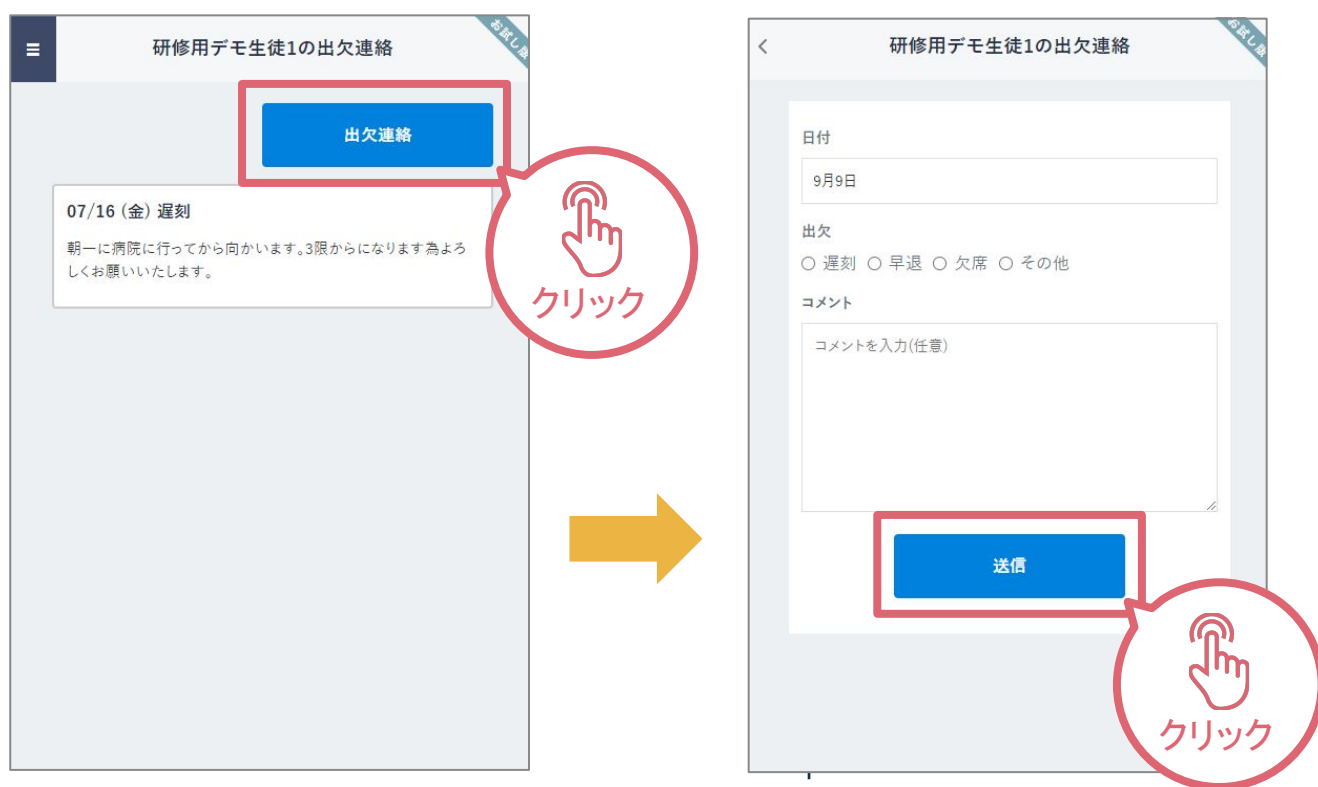 研修用デモ生徒1の出欠連絡
お試し版
出欠連絡
07/16 (金) 遅刻
朝一に病院に行ってから向かいます。3限からになります為よろ
しくお願いいたします。
クリック
研修用デモ生徒1の出欠連絡
お試し版
日付
9月9日
出欠
遅刻 早退 欠席 その他
コメント
コメントを入力(任意)
送信
クリック